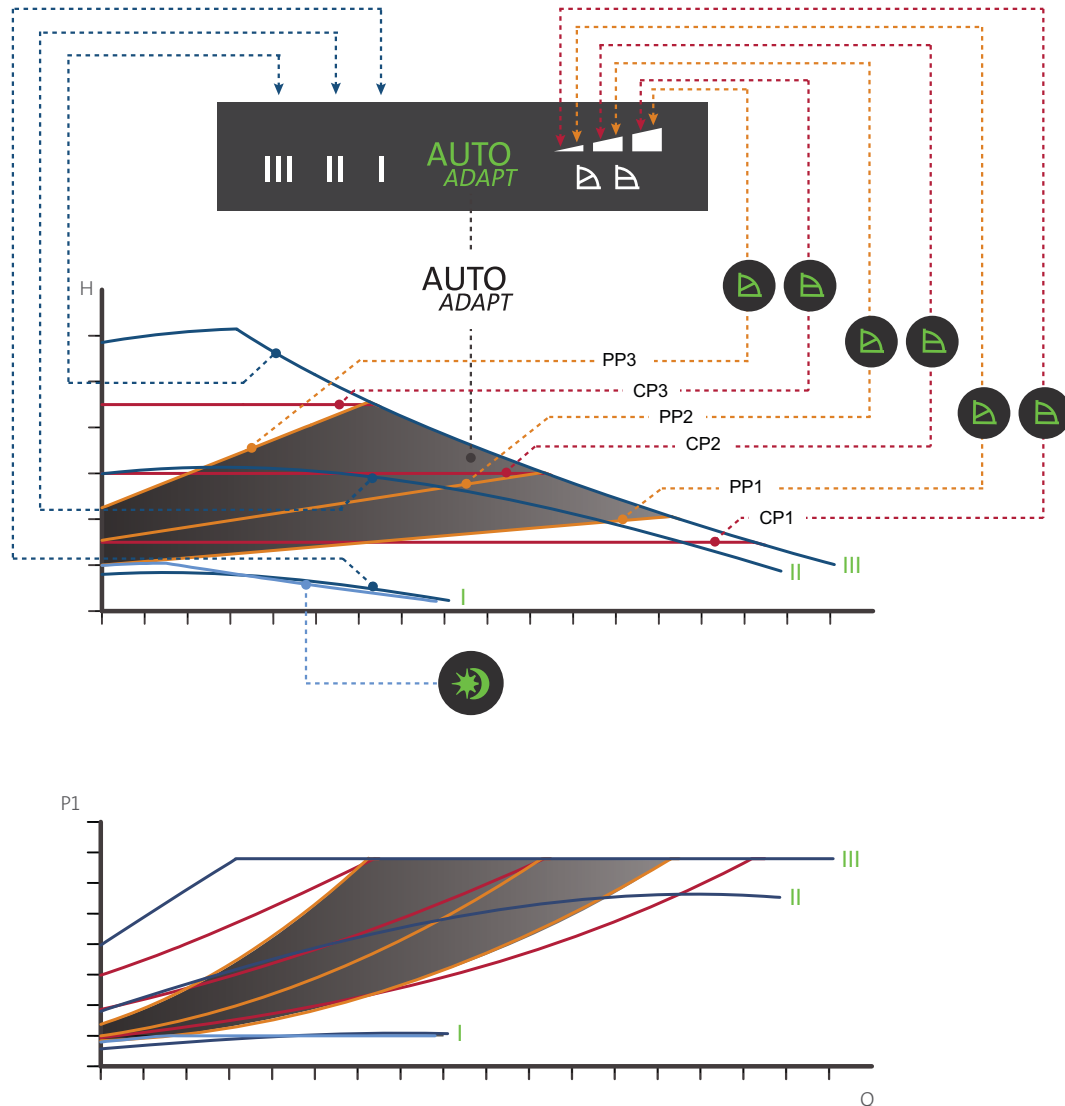 III II I
AUTO
ADAPT
AUTO
ADAPT
H
PP3
CP3
PP2
CP2
PP1
CP1
III
II
I
P1
III
II
I
Q